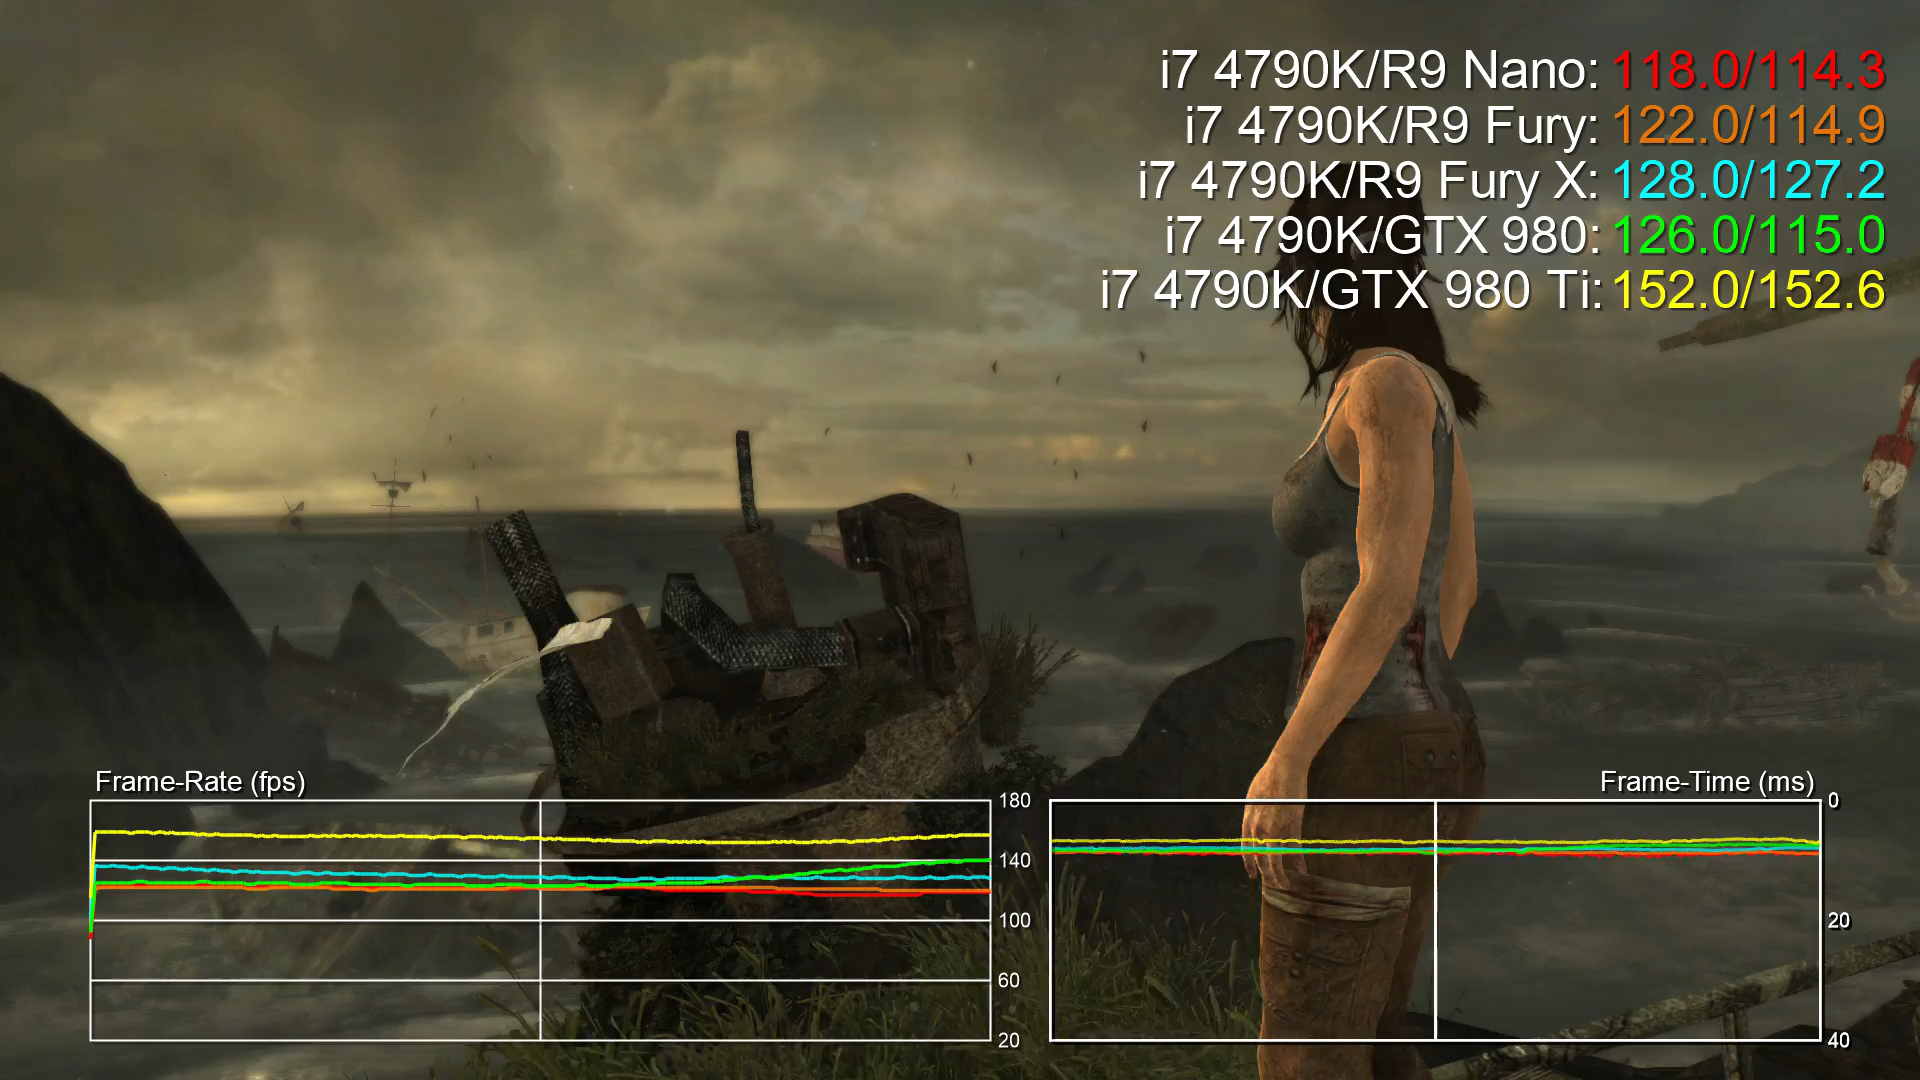 i7 4790K/R9 Nano: 118.0/114.3
i7 4790K/R9 Fury: 122.0/114.9
i7 4790K/R9 Fury X: 128.0/127.2
i7 4790K/GTX 980: 126.0/115.0
i7 4790K/GTX 980 Ti: 152.0/152.6
Frame-Rate (fps)
180
140
100
60
20
Frame-Time (ms)
0
20
40